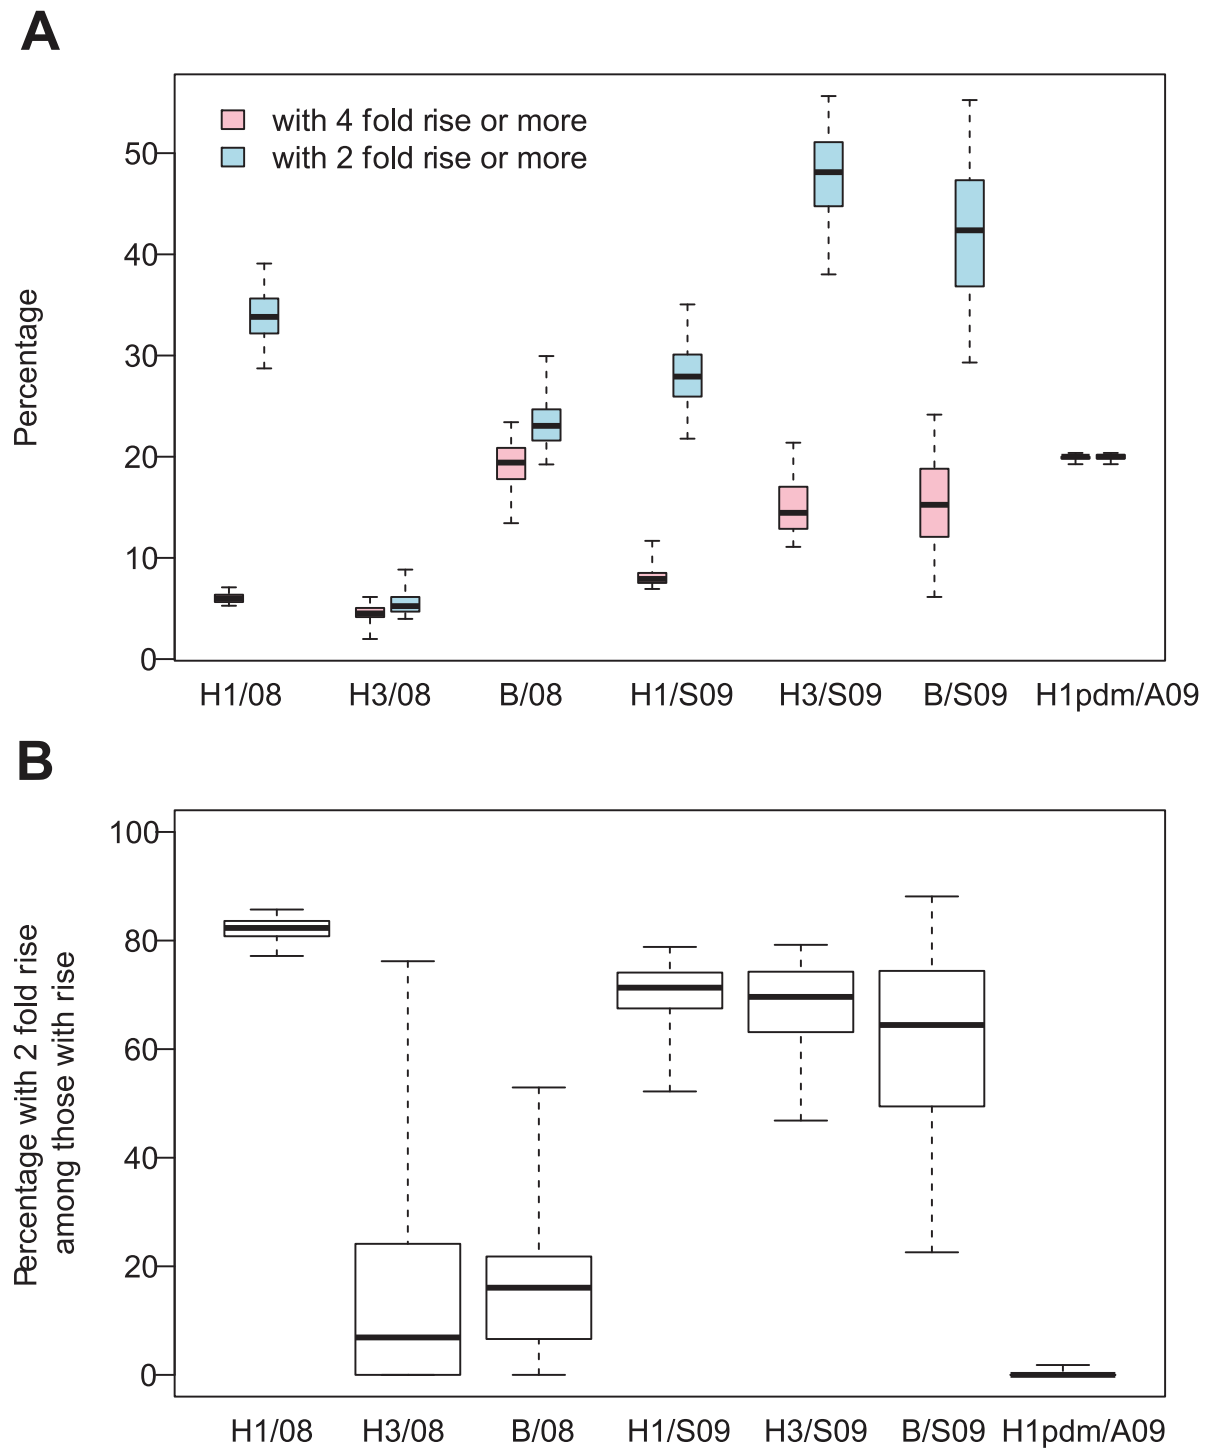 A
with 4 fold rise or more
with 2 fold rise or more
50
40
30
20
10
0
Percentage
H1/08 H3/08 B/08 H1/S09 H3/S09 B/S09 H1pdm/A09
B
100
80
60
40
20
0
Percentage with 2 fold rise
among those with rise
H1/08 H3/08 B/08 H1/S09 H3/S09 B/S09 H1pdm/A09